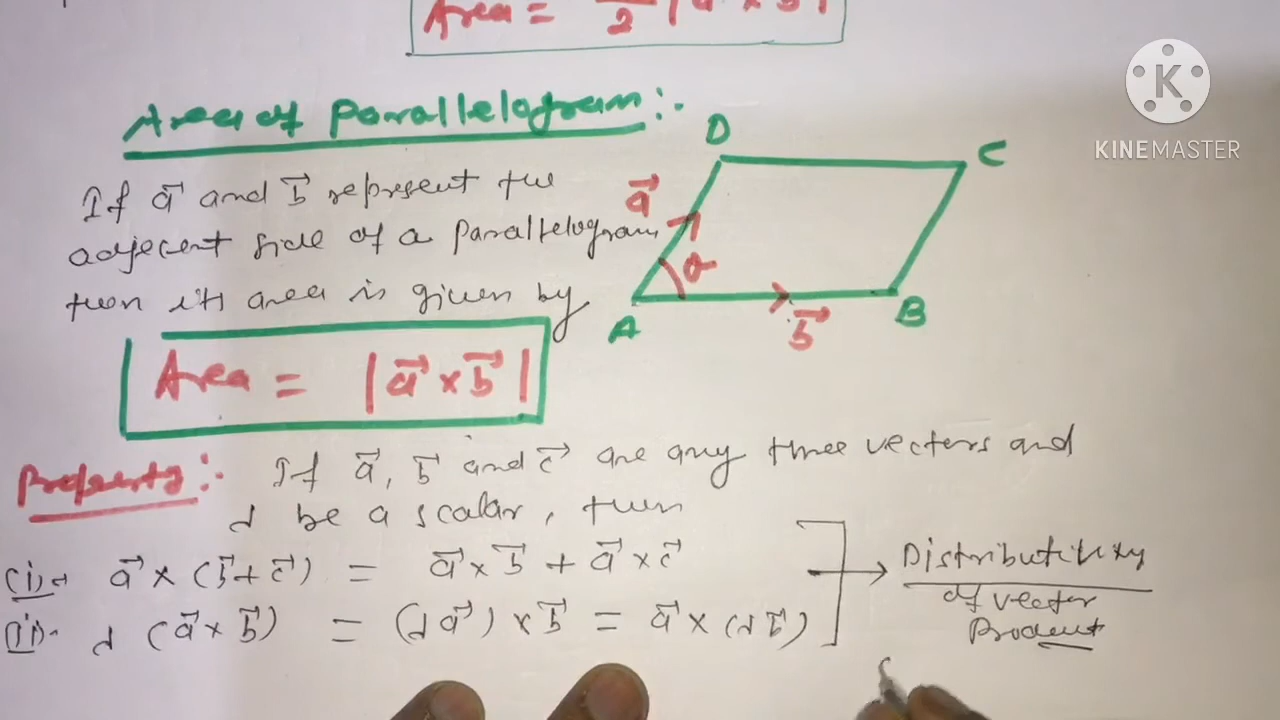 Area = 1/2 |a⃗ × b⃗|
Area of Parallelogram:-
If a⃗ and b⃗ represent the
adjecent side of a parallelogram,
then its area is given by
Area = |a⃗ × b⃗|
D
C
a⃗
θ
A
b⃗
B
Property:- If a⃗, b⃗ and c⃗ are any three vectors and
λ be a scalar, then
(i) a⃗ × (b⃗ + c⃗) = a⃗ × b⃗ + a⃗ × c⃗
(ii) λ (a⃗ × b⃗) = (λa⃗) × b⃗ = a⃗ × (λb⃗)
Distributivity
of vector
Product
KINEMASTER